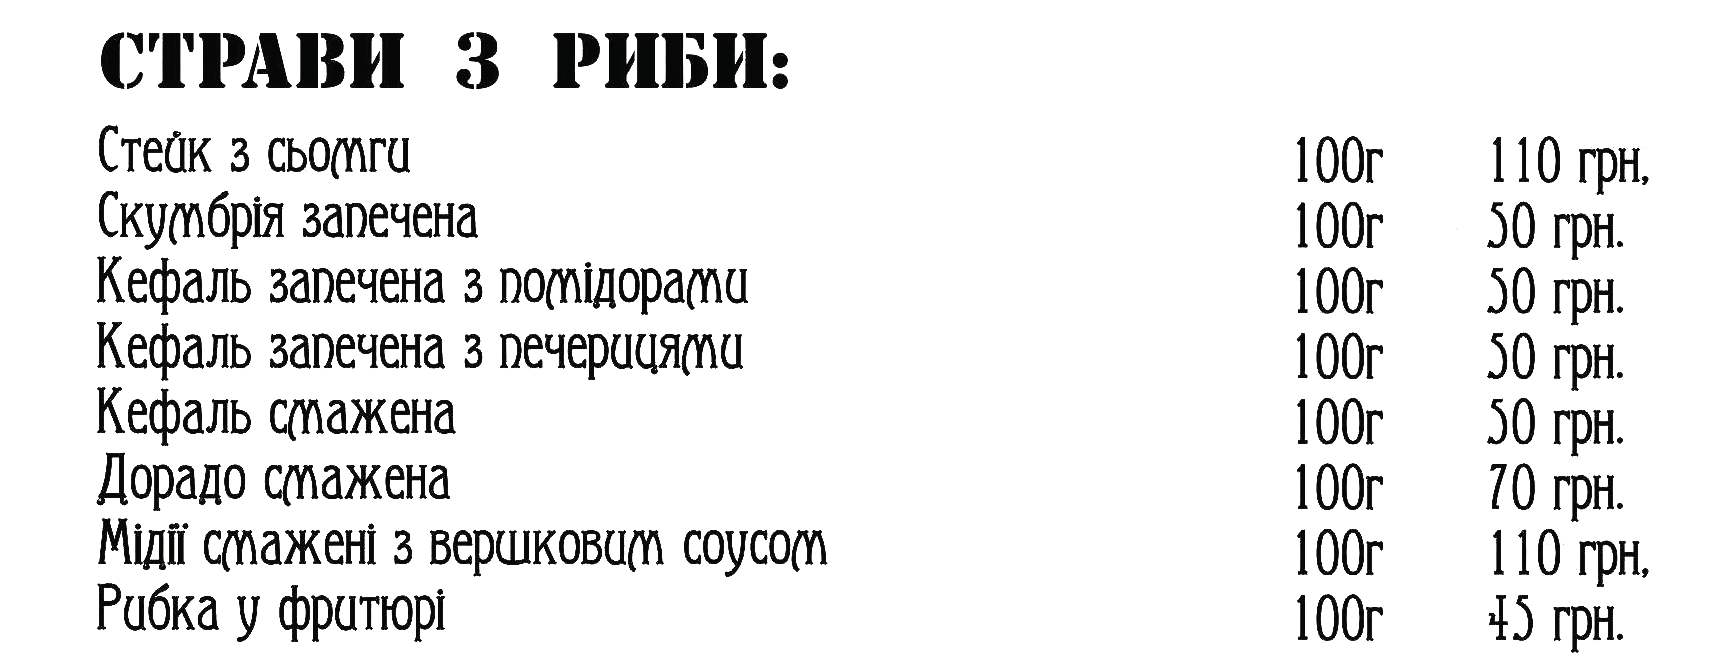 СТРАВИ З РИБИ:
Стейк з сьомги 100г 110 грн,
Скумбрія запечена 100г 50 грн.
Кефаль запечена з помідорами 100г 50 грн.
Кефаль запечена з печерицями 100г 50 грн.
Кефаль смажена 100г 50 грн.
Дорадо смажена 100г 70 грн.
Мідії смажені з вершковим соусом 100г 110 грн,
Рибка у фритюрі 100г 45 грн.